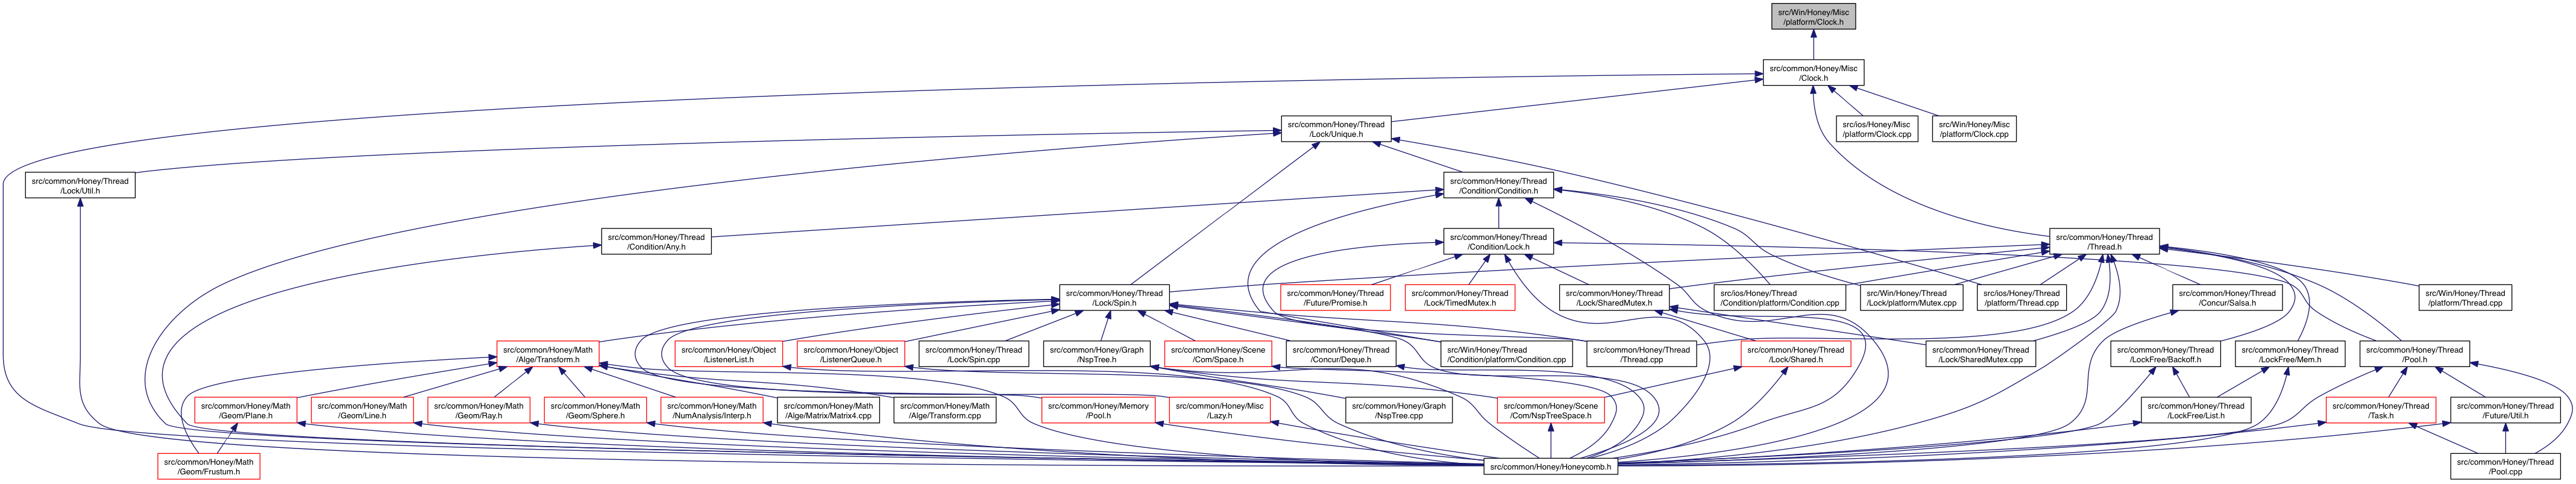 src/Win/Honey/Misc
/platform/Clock.h
src/common/Honey/Misc
/Clock.h
src/common/Honey/Thread
/Lock/Unique.h
src/ios/Honey/Misc
/platform/Clock.cpp
src/Win/Honey/Misc
/platform/Clock.cpp
src/common/Honey/Thread
/Lock/Util.h
src/common/Honey/Thread
/Condition/Condition.h
src/common/Honey/Thread
/Condition/Any.h
src/common/Honey/Thread
/Condition/Lock.h
src/common/Honey/Thread
/Thread.h
src/common/Honey/Thread
/Lock/Spin.h
src/common/Honey/Thread
/Future/Promise.h
src/common/Honey/Thread
/Lock/TimedMutex.h
src/common/Honey/Thread
/Lock/SharedMutex.h
src/ios/Honey/Thread
/Condition/platform/Condition.cpp
src/Win/Honey/Thread
/Lock/platform/Mutex.cpp
src/ios/Honey/Thread
/platform/Thread.cpp
src/common/Honey/Thread
/Concur/Salsa.h
src/Win/Honey/Thread
/platform/Thread.cpp
src/common/Honey/Math
/Alge/Transform.h
src/common/Honey/Object
/ListenerList.h
src/common/Honey/Object
/ListenerQueue.h
src/common/Honey/Thread
/Lock/Spin.cpp
src/common/Honey/Graph
/NspTree.h
src/common/Honey/Scene
/Com/Space.h
src/common/Honey/Thread
/Concur/Deque.h
src/Win/Honey/Thread
/Condition/platform/Condition.cpp
src/common/Honey/Thread
/Thread.cpp
src/common/Honey/Thread
/Lock/Shared.h
src/common/Honey/Thread
/Lock/SharedMutex.cpp
src/common/Honey/Thread
/LockFree/Backoff.h
src/common/Honey/Thread
/LockFree/Mem.h
src/common/Honey/Thread
/Pool.h
src/common/Honey/Math
/Geom/Plane.h
src/common/Honey/Math
/Geom/Line.h
src/common/Honey/Math
/Geom/Ray.h
src/common/Honey/Math
/Geom/Sphere.h
src/common/Honey/Math
/NumAnalysis/Interp.h
src/common/Honey/Math
/Alge/Matrix/Matrix4.cpp
src/common/Honey/Math
/Alge/Transform.cpp
src/common/Honey/Memory
/Pool.h
src/common/Honey/Misc
/Lazy.h
src/common/Honey/Graph
/NspTree.cpp
src/common/Honey/Scene
/Com/NspTreeSpace.h
src/common/Honey/Thread
/LockFree/List.h
src/common/Honey/Thread
/Task.h
src/common/Honey/Thread
/Future/Util.h
src/common/Honey/Math
/Geom/Frustum.h
src/common/Honey/Honeycomb.h
src/common/Honey/Thread
/Pool.cpp